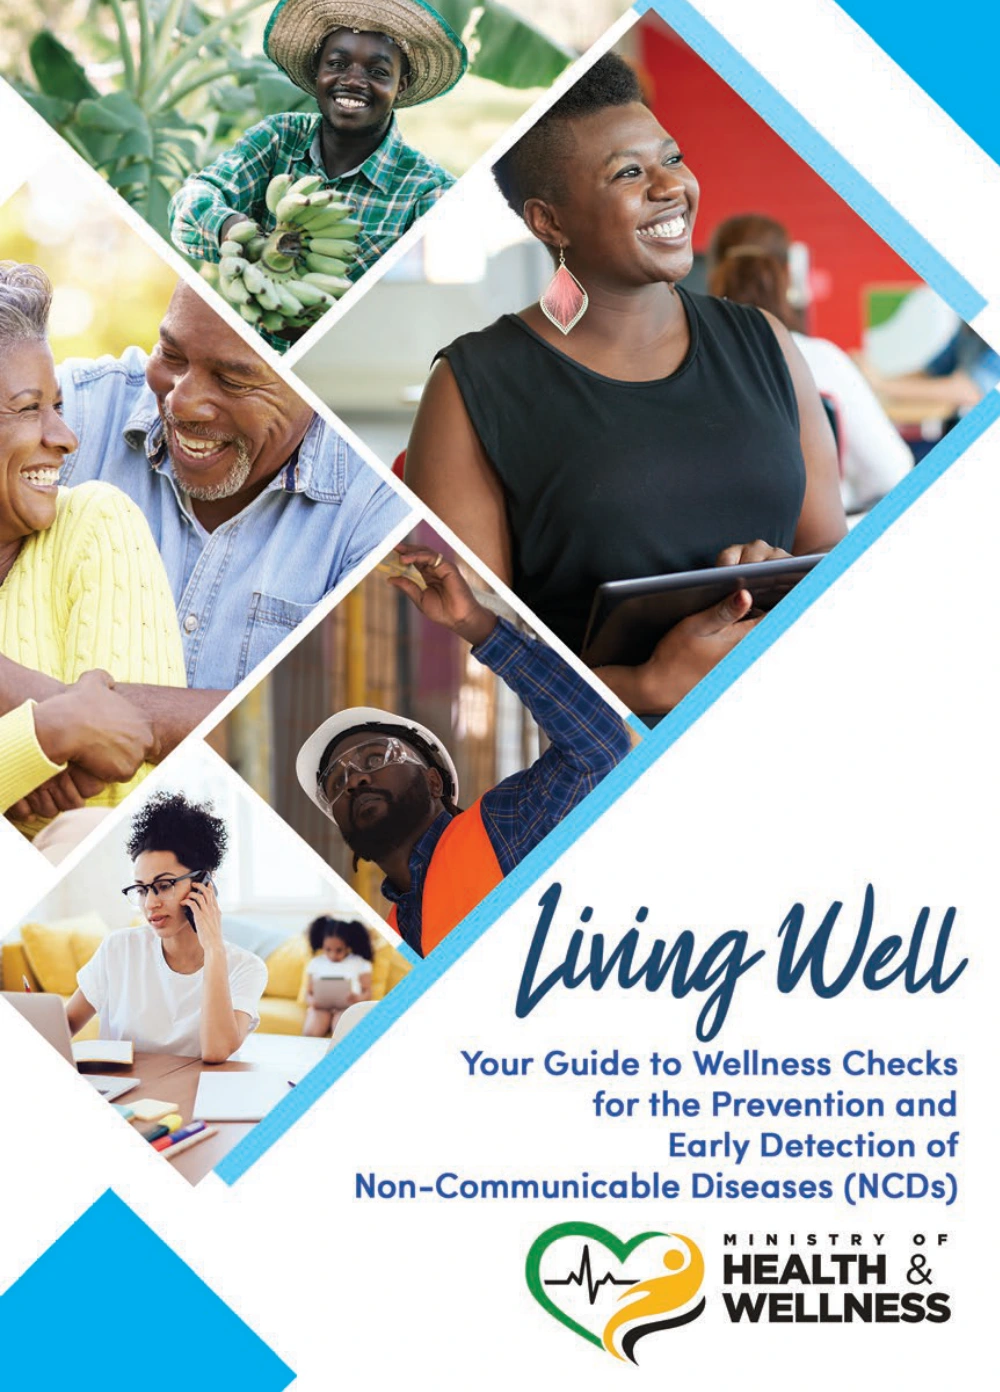 Living Well
Your Guide to Wellness Checks
for the Prevention and
Early Detection of
Non-Communicable Diseases (NCDs)
MINISTRY OF
HEALTH &
WELLNESS